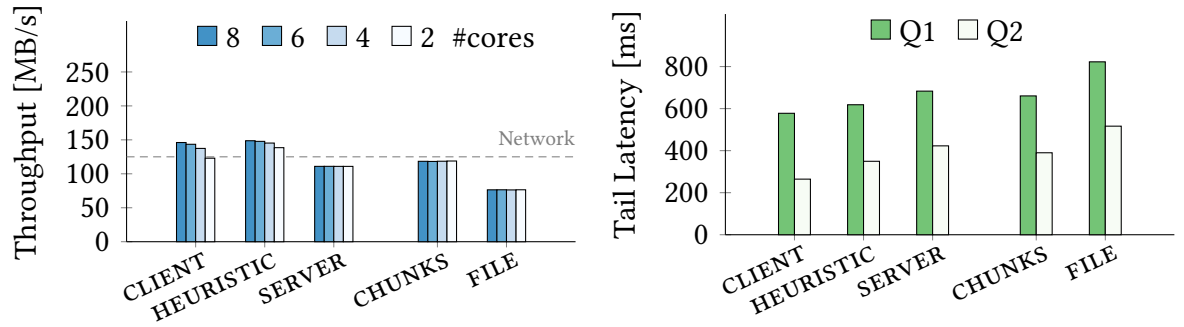 Throughput [MB/s]
8 6 4 2 #cores
250
200
150
100
50
0
Network
CLIENT
HEURISTIC
SERVER
CHUNKS
FILE
Tail Latency [ms]
Q1 Q2
800
600
400
200
0
CLIENT
HEURISTIC
SERVER
CHUNKS
FILE